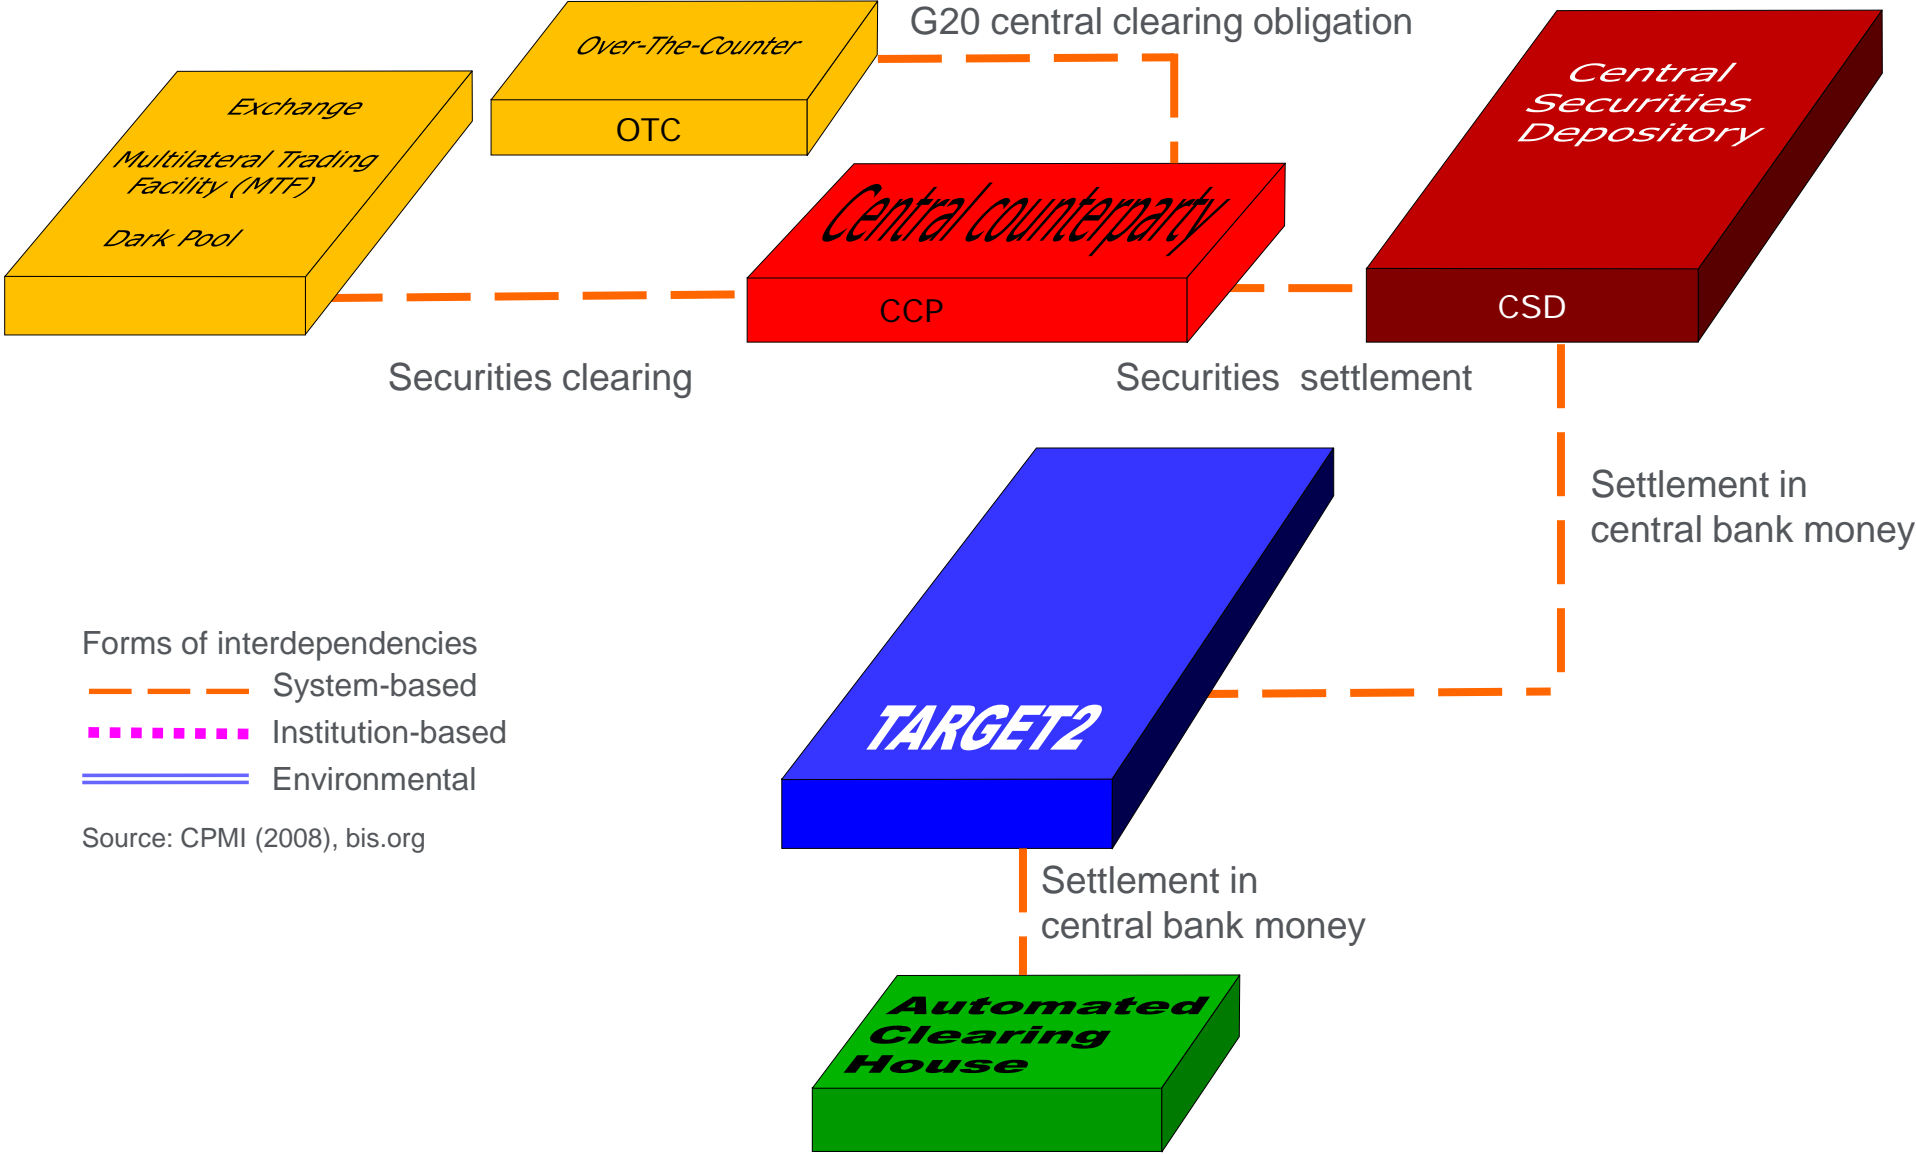 G20 central clearing obligation
Over-The-Counter
OTC
Exchange
Multilateral Trading
Facility (MTF)
Dark Pool
Central counterparty
CCP
Central
Securities
Depository
CSD
Securities clearing
Securities settlement
Settlement in
central bank money
TARGET2
Forms of interdependencies
System-based
Institution-based
Environmental
Source: CPMI (2008), bis.org
Settlement in
central bank money
Automated
Clearing
House